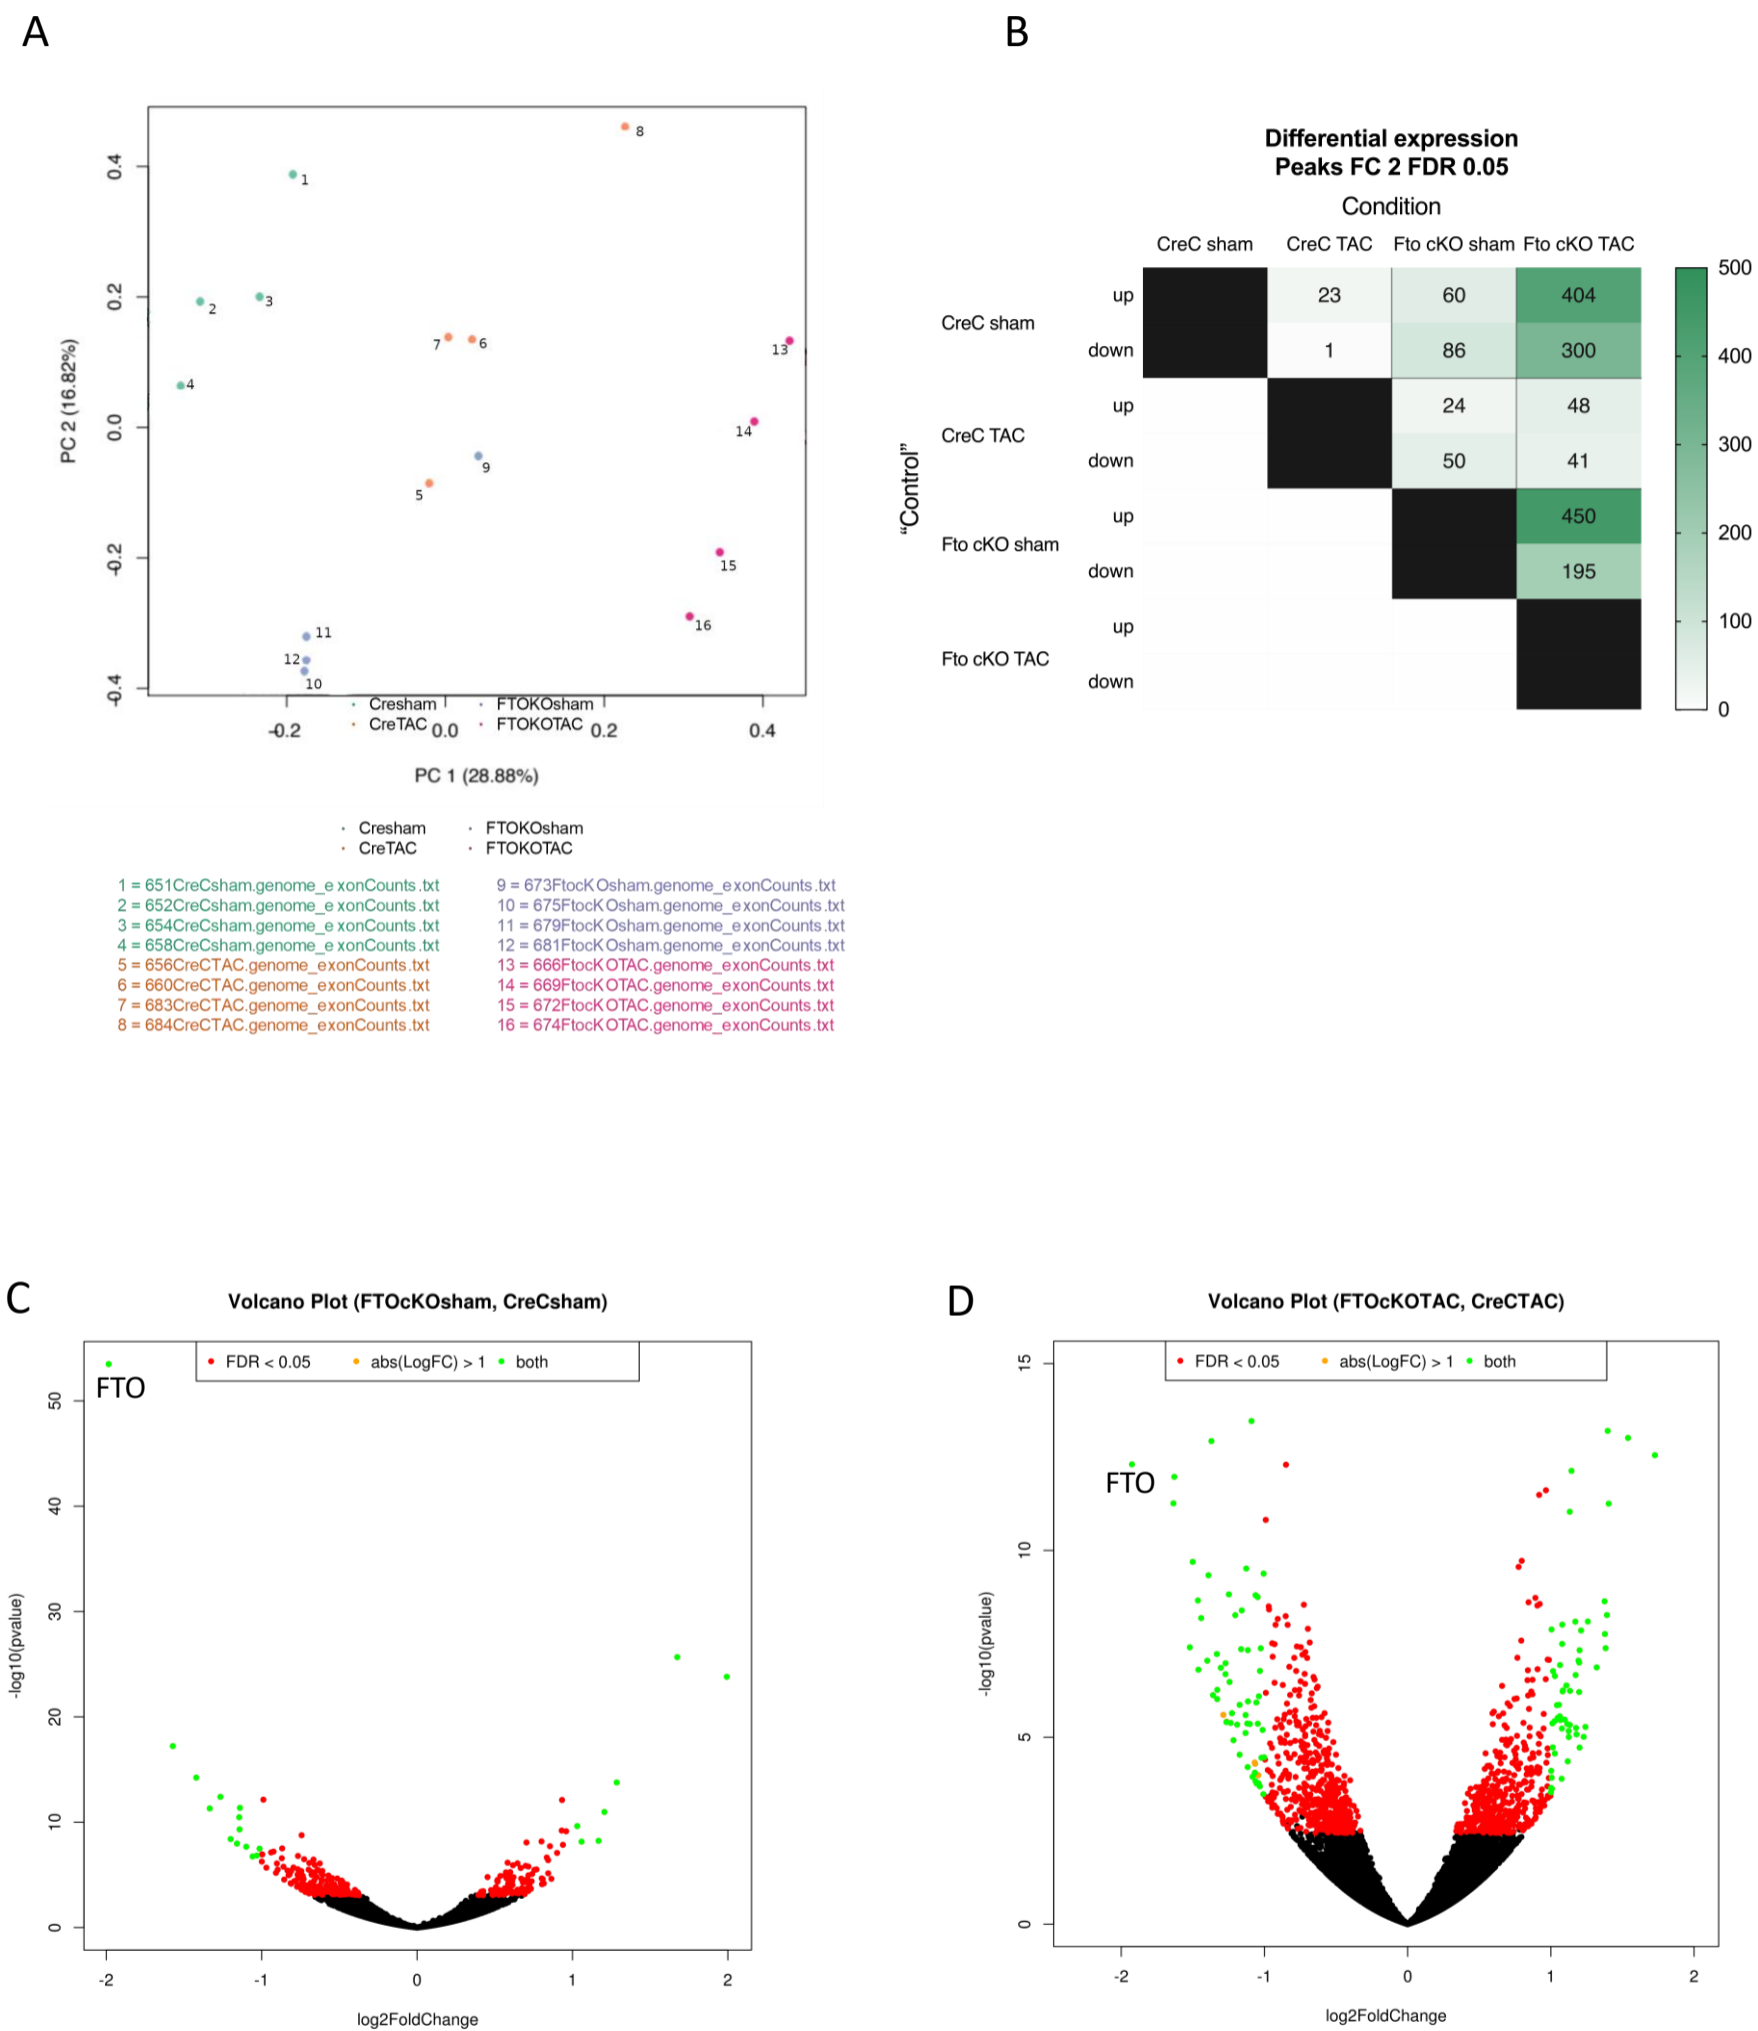 A
B
0.4
0.2
0.0
-0.2
-0.4
PC 2 (16.82%)
1
2
3
4
5
6
7
8
9
10
11
12
13
14
15
16
Cresham
FTOKOsham
CreTAC
FTOKOTAC
-0.2
0.0
0.2
0.4
PC 1 (28.88%)
Cresham
FTOKOsham
CreTAC
FTOKOTAC
1 = 651CreCsham.genome_exonCounts.txt
2 = 652CreCsham.genome_exonCounts.txt
3 = 654CreCsham.genome_exonCounts.txt
4 = 658CreCsham.genome_exonCounts.txt
5 = 656CreCTAC.genome_exonCounts.txt
6 = 660CreCTAC.genome_exonCounts.txt
7 = 683CreCTAC.genome_exonCounts.txt
8 = 684CreCTAC.genome_exonCounts.txt
9 = 673FtocKOsham.genome_exonCounts.txt
10 = 675FtocKOsham.genome_exonCounts.txt
11 = 679FtocKOsham.genome_exonCounts.txt
12 = 681FtocKOsham.genome_exonCounts.txt
13 = 666FtocKOTAC.genome_exonCounts.txt
14 = 669FtocKOTAC.genome_exonCounts.txt
15 = 672FtocKOTAC.genome_exonCounts.txt
16 = 674FtocKOTAC.genome_exonCounts.txt
Differential expression
Peaks FC 2 FDR 0.05
Condition
CreC sham CreC TAC Fto cKO sham Fto cKO TAC
"Control"
CreC sham
up 23 60 404
down 1 86 300
CreC TAC
up 24 48
down 50 41
Fto cKO sham
up 450
down 195
Fto cKO TAC
up
down
500
400
300
200
100
0
C
Volcano Plot (FTOcKOsham, CreCsham)
FDR < 0.05 abs(LogFC) > 1 both
FTO
50
40
30
20
10
0
-log10(pvalue)
-2 -1 0 1 2
log2FoldChange
D
Volcano Plot (FTOcKOTAC, CreCTAC)
FDR < 0.05 abs(LogFC) > 1 both
FTO
15
10
5
0
-log10(pvalue)
-2 -1 0 1 2
log2FoldChange